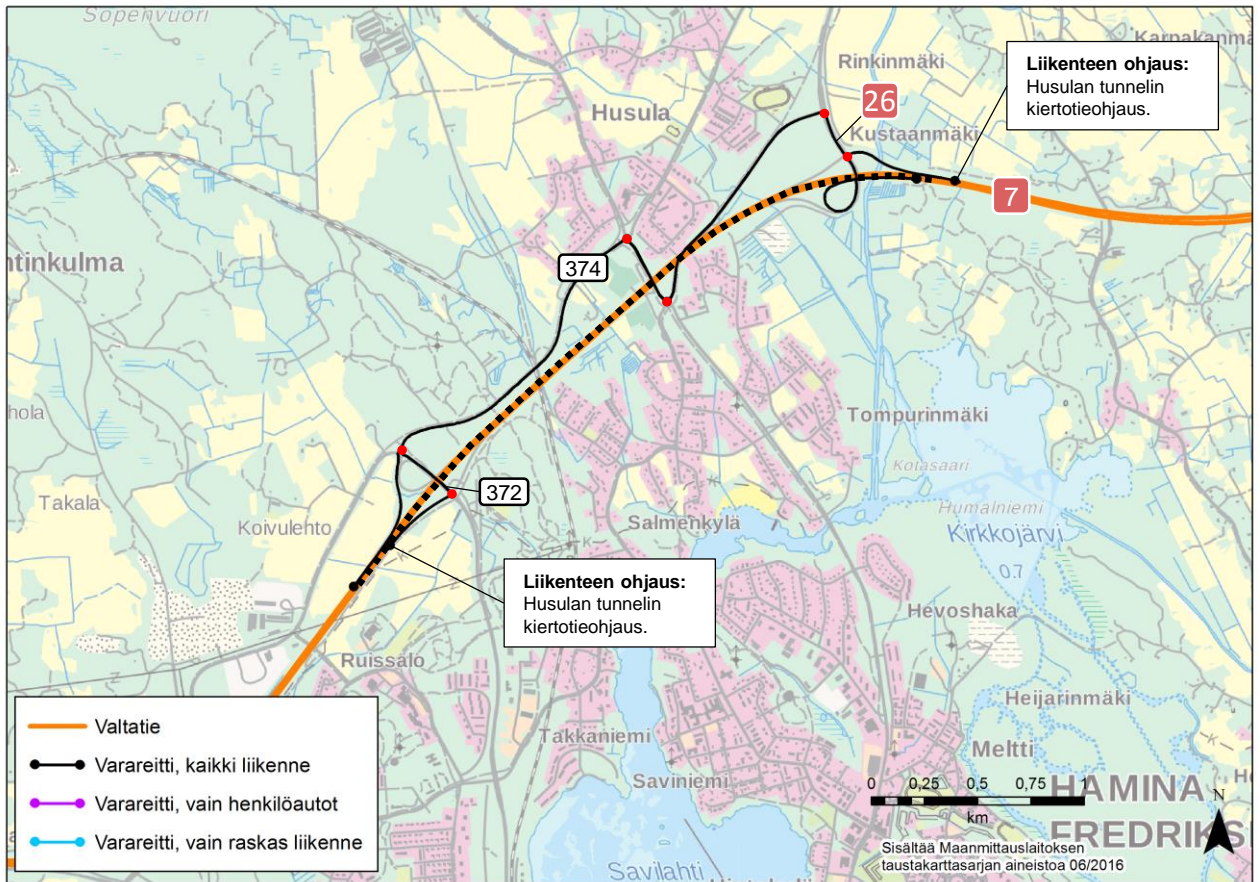 Sopenvuori
Karpakanmä
Rinkinmäki
Liikenteen ohjaus:
Husulan tunnelin
kiertotieohjaus.
Husula
26
Kustaanmäki
7
ntinkulma
374
hola
Tompurinmäki
Kotasaari
Takala
372
Humalniemi
Koivulehto
Salmenkylä
Kirkkojärvi
0.7
Liikenteen ohjaus:
Husulan tunnelin
kiertotieohjaus.
Hevoshaka
Ruissalo
Heijarinmäki
Valtatie
Varareitti, kaikki liikenne
Varareitti, vain henkilöautot
Varareitti, vain raskas liikenne
Takkaniemi
Meltti
Saviniemi
0 0,25 0,5 0,75 1
km
HAMINA
N
FREDRIKS
Sisältää Maanmittauslaitoksen
taustakarttasarjan aineistoa 06/2016
Savilahti